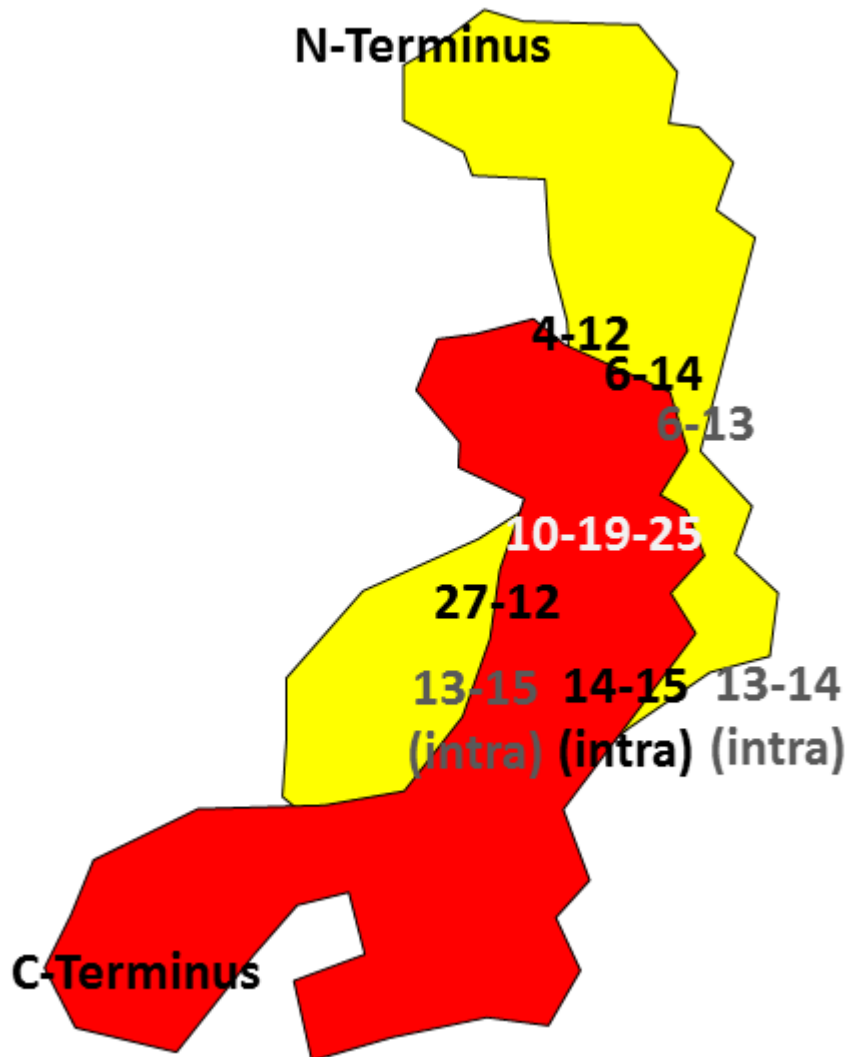 N-Terminus
4-12
6-14
6-13
10-19-25
27-12
13-15 14-15 13-14
(intra) (intra) (intra)
C-Terminus